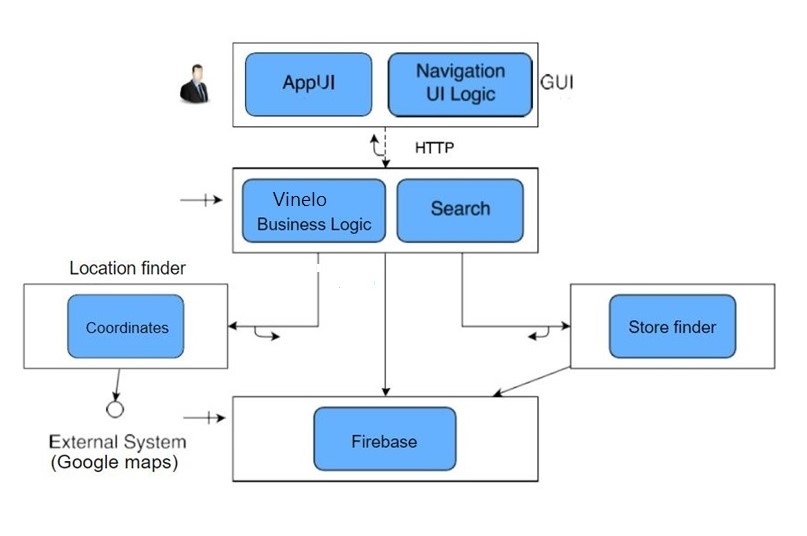 AppUI
Navigation
UI Logic
GUI
HTTP
Vinelo
Business Logic
Search
Location finder
Coordinates
Store finder
External System
(Google maps)
Firebase